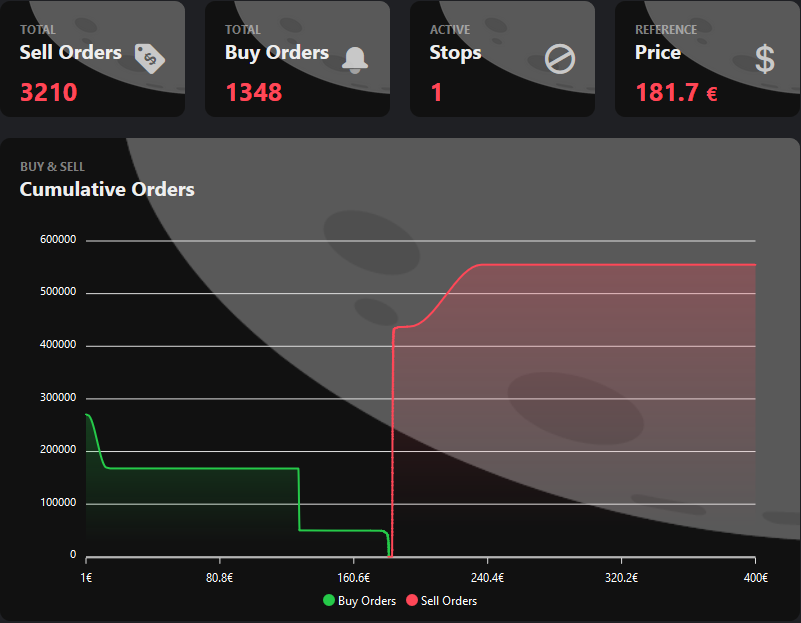 TOTAL
Sell Orders
3210
TOTAL
Buy Orders
1348
ACTIVE
Stops
1
REFERENCE
Price
$
181.7 €
BUY & SELL
Cumulative Orders
600000
500000
400000
300000
200000
100000
0
1€ 80.8€ 160.6€ 240.4€ 320.2€ 400€
Buy Orders Sell Orders